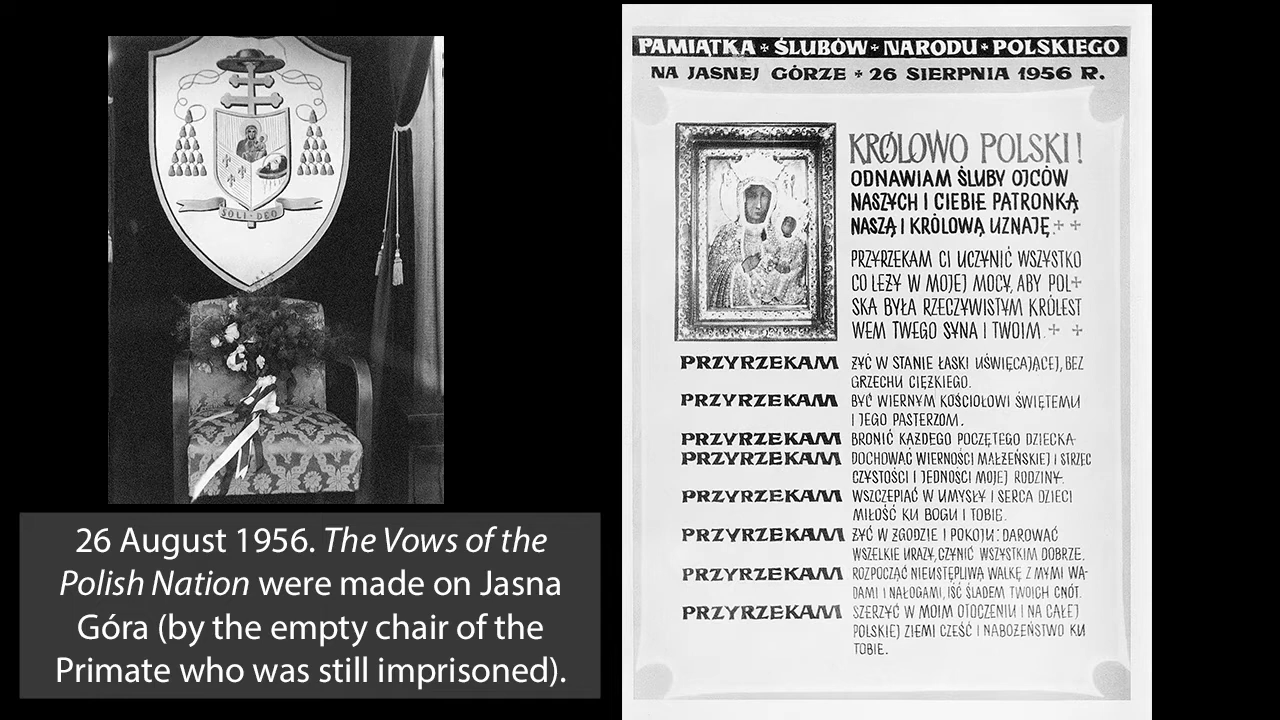 SOLI · DEO
26 August 1956. The Vows of the
Polish Nation were made on Jasna
Góra (by the empty chair of the
Primate who was still imprisoned).
PAMIĄTKA + ŚLUBÓW + NARODU + POLSKIEGO
NA JASNEJ GÓRZE + 26 SIERPNIA 1956 R.
KRÓLOWO POLSKI!
ODNAWIAM ŚLUBY OJCÓW
NASZYCH I CIEBIE PATRONKĄ
NASZĄ I KRÓLOWĄ UZNAJĘ. + +
PRZYRZEKAM CI UCZYNIĆ WSZYSTKO
CO LEŻY W MOJEJ MOCY, ABY POL+
SKA BYŁA RZECZYWISTYM KRÓLEST
WEM TWEGO SYNA I TWOIM. + +
PRZYRZEKAM ŻYĆ W STANIE ŁASKI UŚWIĘCAJĄCEJ, BEZ
GRZECHU CIĘŻKIEGO.
PRZYRZEKAM BYĆ WIERNYM KOŚCIOŁOWI ŚWIĘTEMU
I JEGO PASTERZOM.
PRZYRZEKAM BRONIĆ KAŻDEGO POCZĘTEGO DZIECKA
PRZYRZEKAM DOCHOWAĆ WIERNOŚCI MAŁŻEŃSKIEJ I STRZEC
CZYSTOŚCI I JEDNOŚCI MOJEJ RODZINY.
PRZYRZEKAM WSZCZEPIAĆ W UMYSŁY I SERCA DZIECI
MIŁOŚĆ KU BOGU I TOBIE.
PRZYRZEKAM ŻYĆ W ZGODZIE I POKOJU: DAROWAĆ
WSZELKIE URAZY, CZYNIĆ WSZYSTKIM DOBRZE.
PRZYRZEKAM ROZPOCZĄĆ NIEUSTĘPLIWĄ WALKĘ Z MYMI WA-
DAMI I NAŁOGAMI, IŚĆ ŚLADEM TWOICH CNÓT.
PRZYRZEKAM SZERZYĆ W MOIM OTOCZENIU I NA CAŁEJ
POLSKIEJ ZIEMI CZEŚĆ I NABOŻEŃSTWO KU
TOBIE.